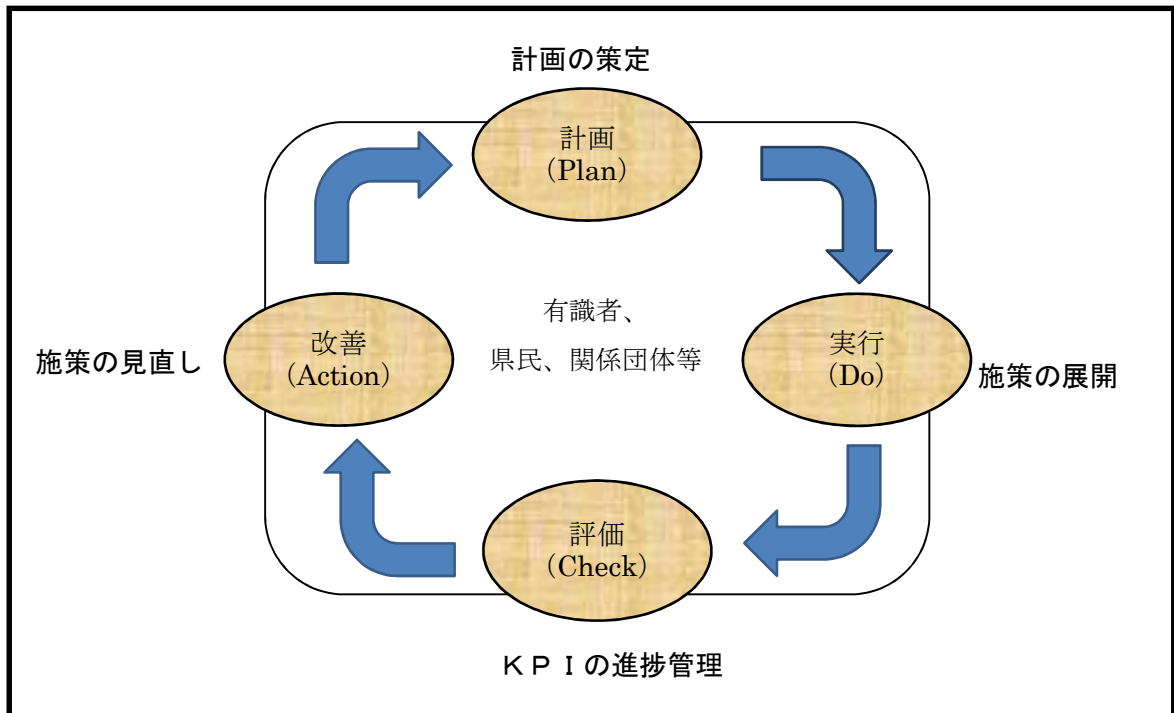 計画の策定
計画
（Plan）
有識者、
県民、関係団体等
改善
（Action）
施策の見直し
実行
（Do）
施策の展開
評価
（Check）
ＫＰＩの進捗管理